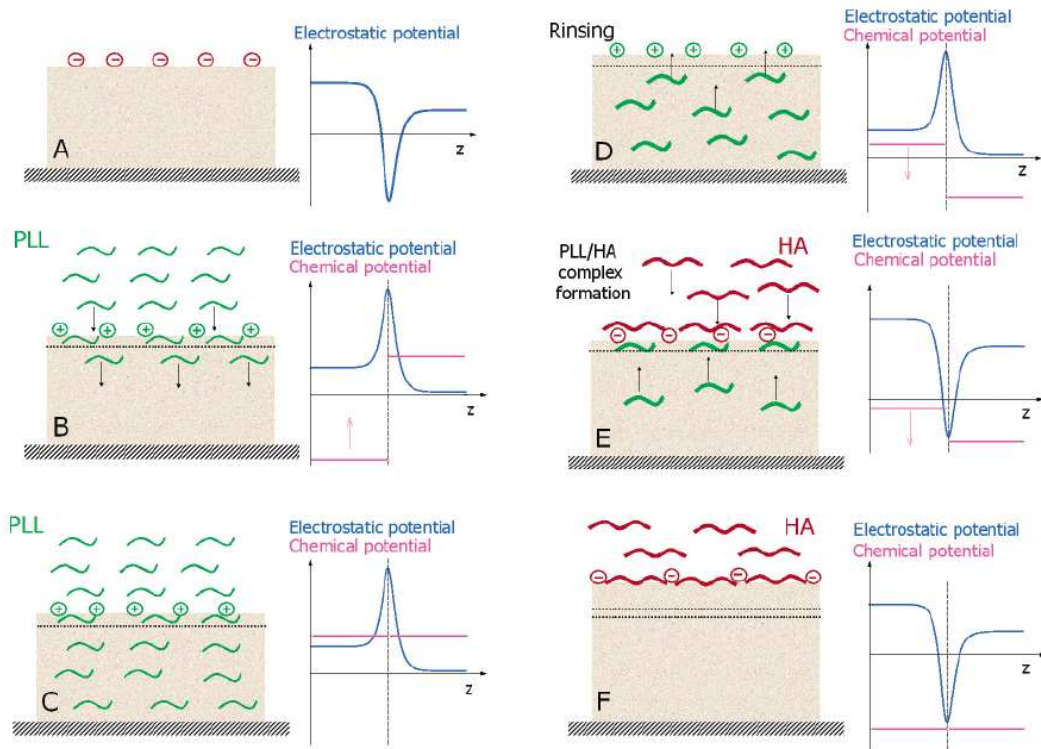 Electrostatic potential
z
A
PLL
Electrostatic potential
Chemical potential
z
B
PLL
Electrostatic potential
Chemical potential
z
C
Rinsing
Electrostatic potential
Chemical potential
z
D
PLL/HA
complex
formation
HA
Electrostatic potential
Chemical potential
z
E
HA
Electrostatic potential
Chemical potential
z
F